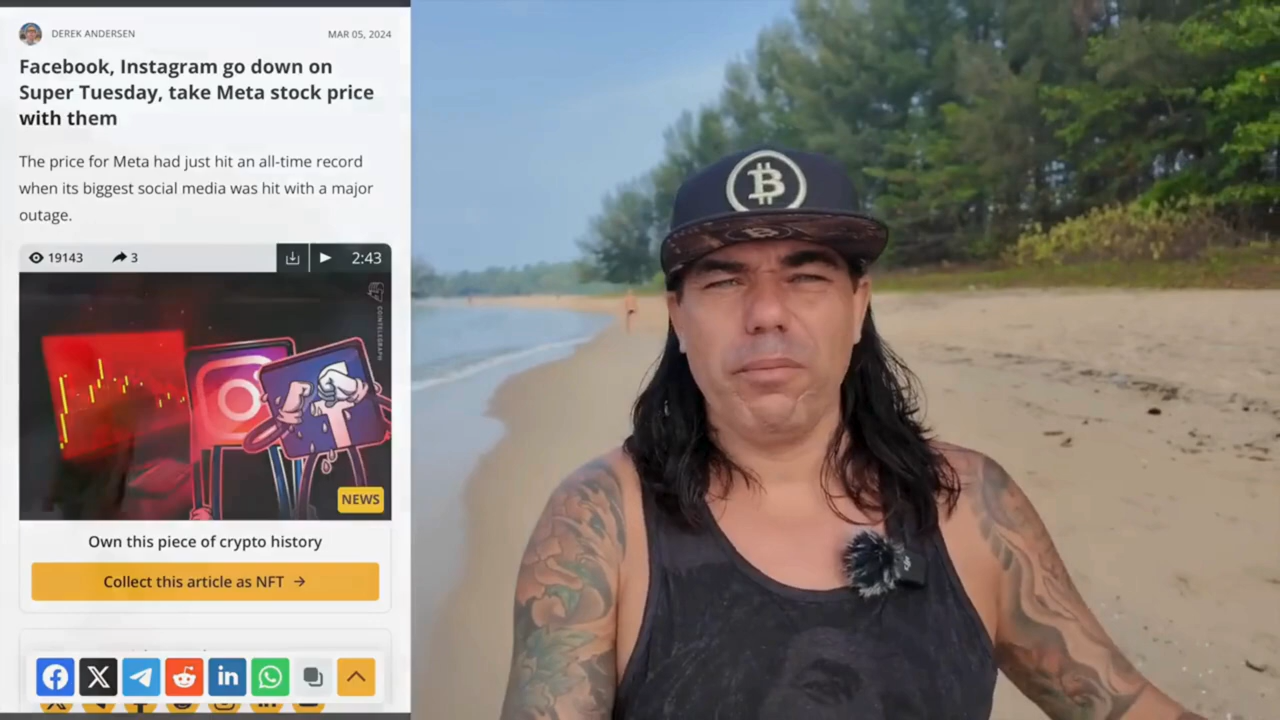 DEREK ANDERSEN
MAR 05, 2024
Facebook, Instagram go down on
Super Tuesday, take Meta stock price
with them
The price for Meta had just hit an all-time record
when its biggest social media was hit with a major
outage.
19143
3
2:43
COINTELEGRAPH
NEWS
Own this piece of crypto history
Collect this article as NFT →